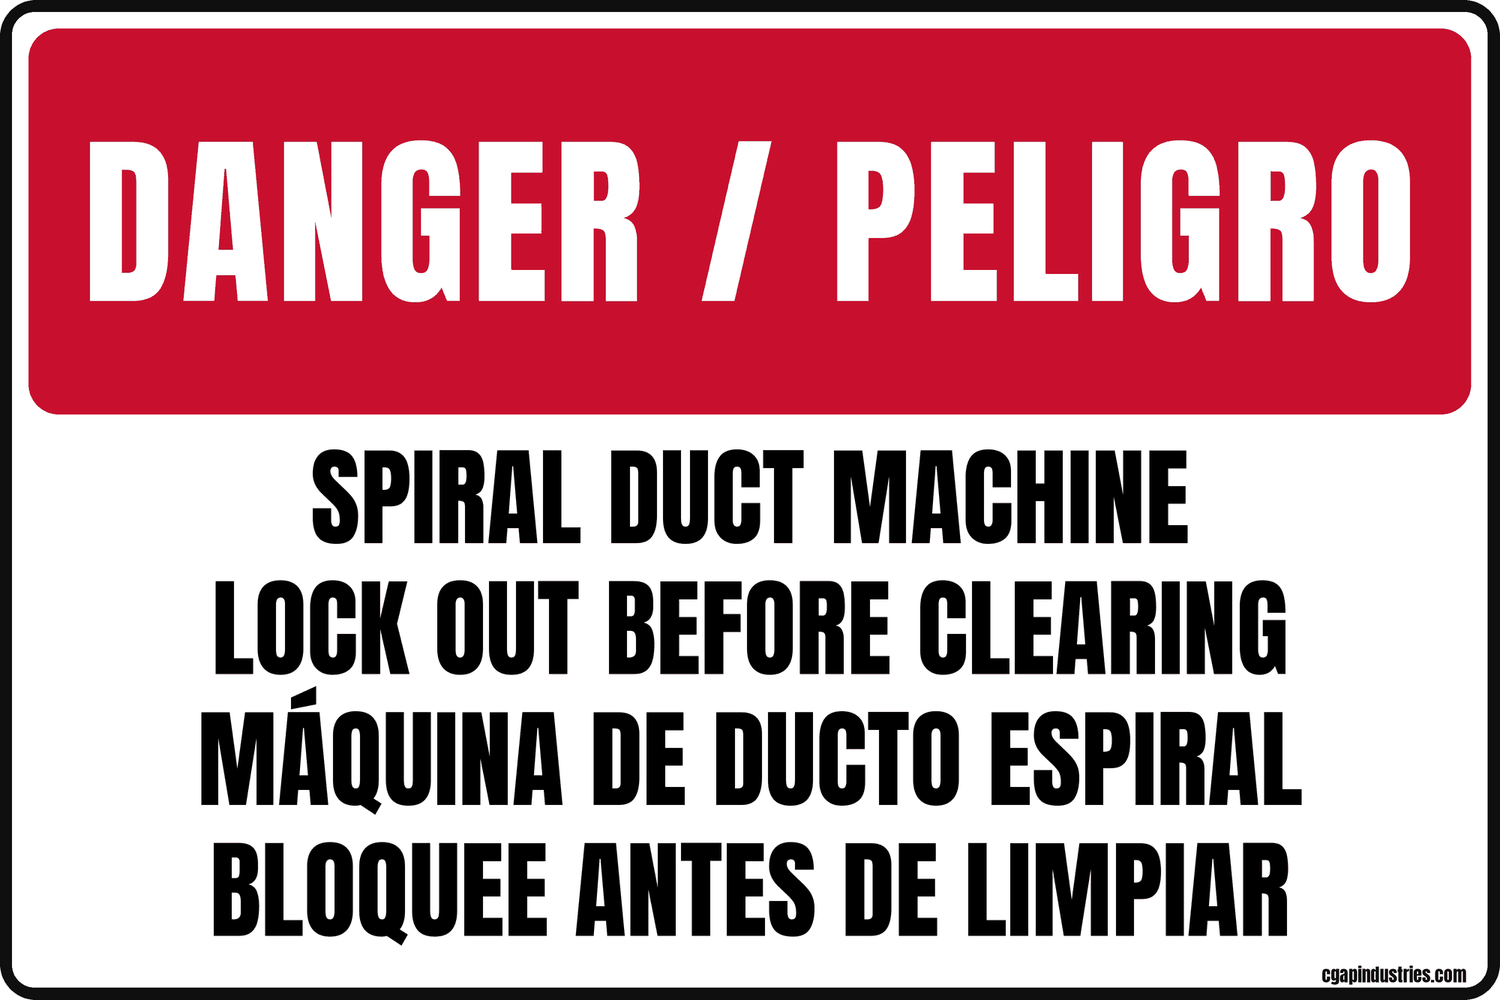 DANGER / PELIGRO
SPIRAL DUCT MACHINE
LOCK OUT BEFORE CLEARING
MÁQUINA DE DUCTO ESPIRAL
BLOQUEE ANTES DE LIMPIAR
cgapindustries.com